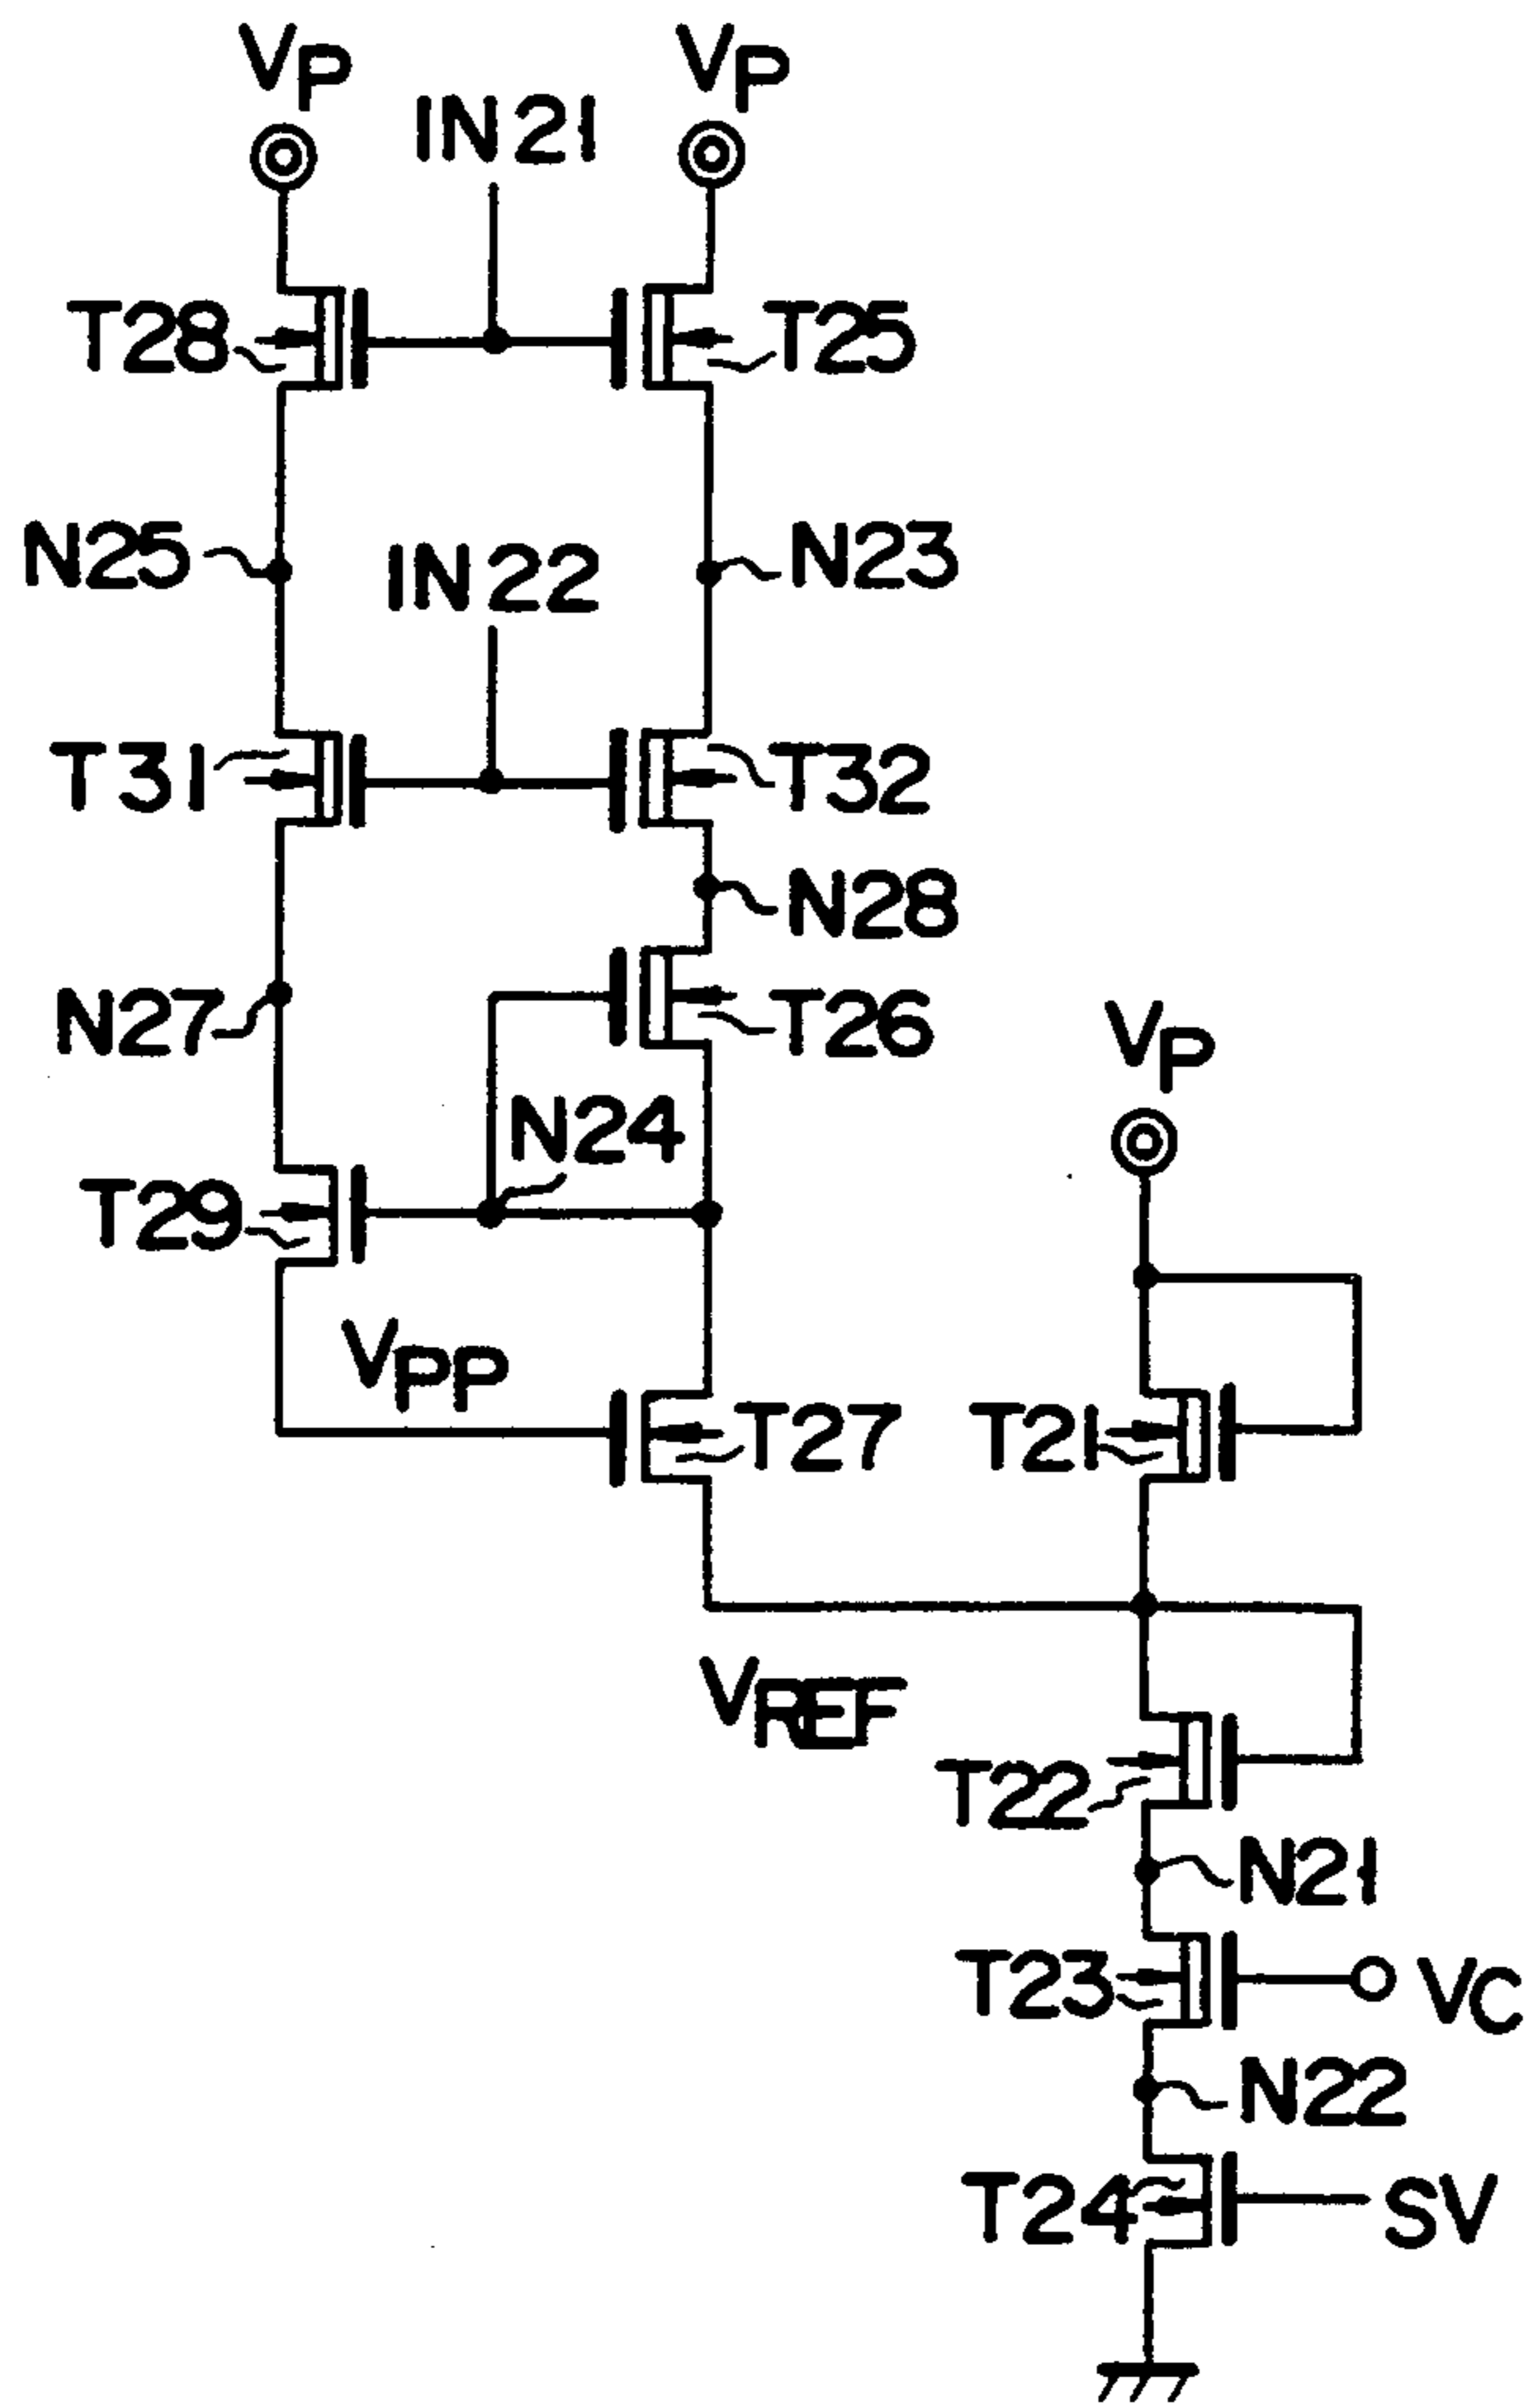 VP
VP
IN21
T28
T25
N25
N23
IN22
T31
T32
N28
N27
T26
VP
N24
T29
VPP
T27
T21
VREF
T22
N21
T23
VC
N22
T24
SV